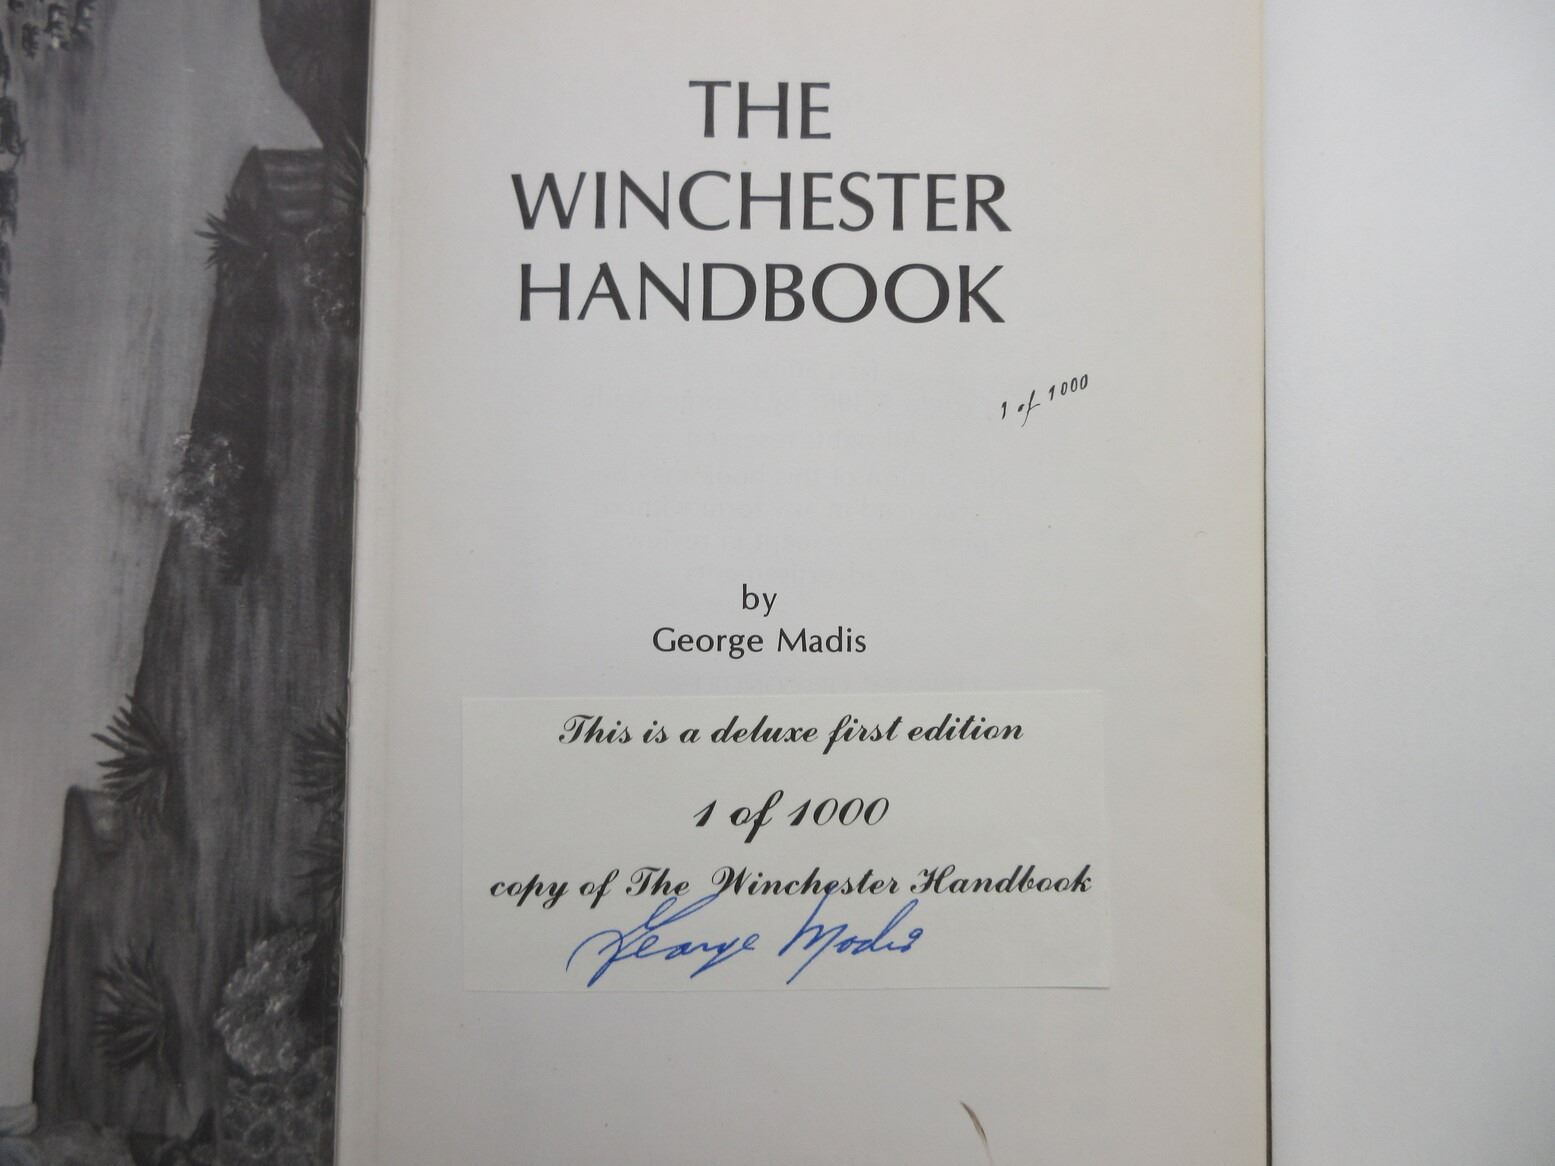 THE
WINCHESTER
HANDBOOK
1 of 1000
by
George Madis
This is a deluxe first edition
1 of 1000
copy of The Winchester Handbook
George Madis